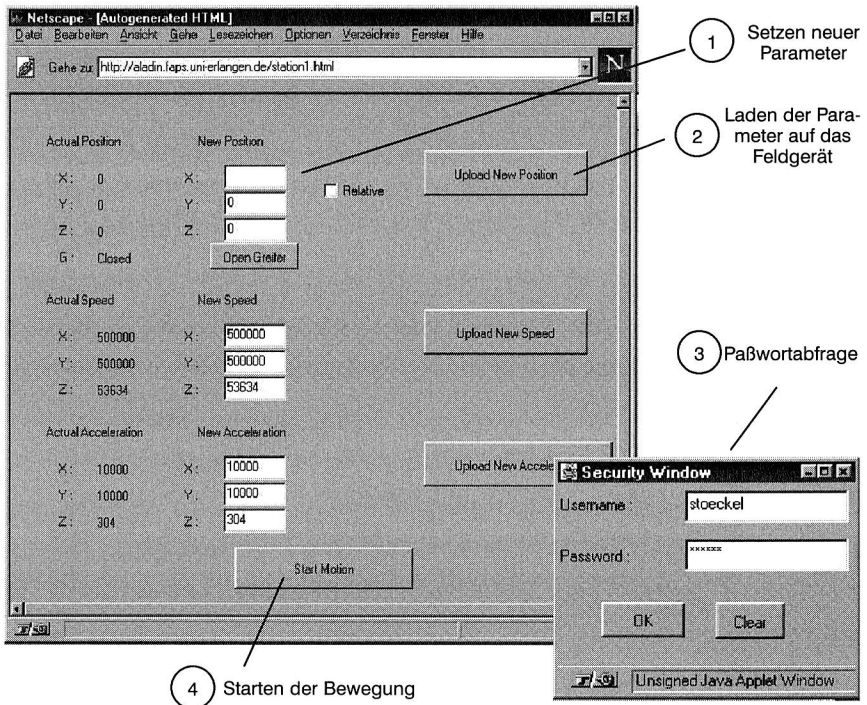 Netscape - [Autogenerated HTML]
Datei Bearbeiten Ansicht Gehe Lesezeichen Optionen Verzeichnis Fenster Hilfe
Gehe zu: http://aladin.faps.uni-erlangen.de/station1.html
N
1 Setzen neuer
Parameter
2 Laden der Para-
meter auf das
Feldgerät
Actual Position New Position
X: 0 X:
Relative
Upload New Position
Y: 0 Y: 0
Z: 0 Z: 0
G: Closed Open Greifer
Actual Speed New Speed
X: 500000 X: 500000
Upload New Speed
Y: 500000 Y: 500000
Z: 53634 Z: 53634
3 Paßwortabfrage
Actual Acceleration New Acceleration
X: 10000 X: 10000
Upload New Accele
Y: 10000 Y: 10000
Z: 304 Z: 304
Start Motion
Security Window
Username : stoeckel
Password : ******
OK Clear
Unsigned Java Applet Window
4 Starten der Bewegung